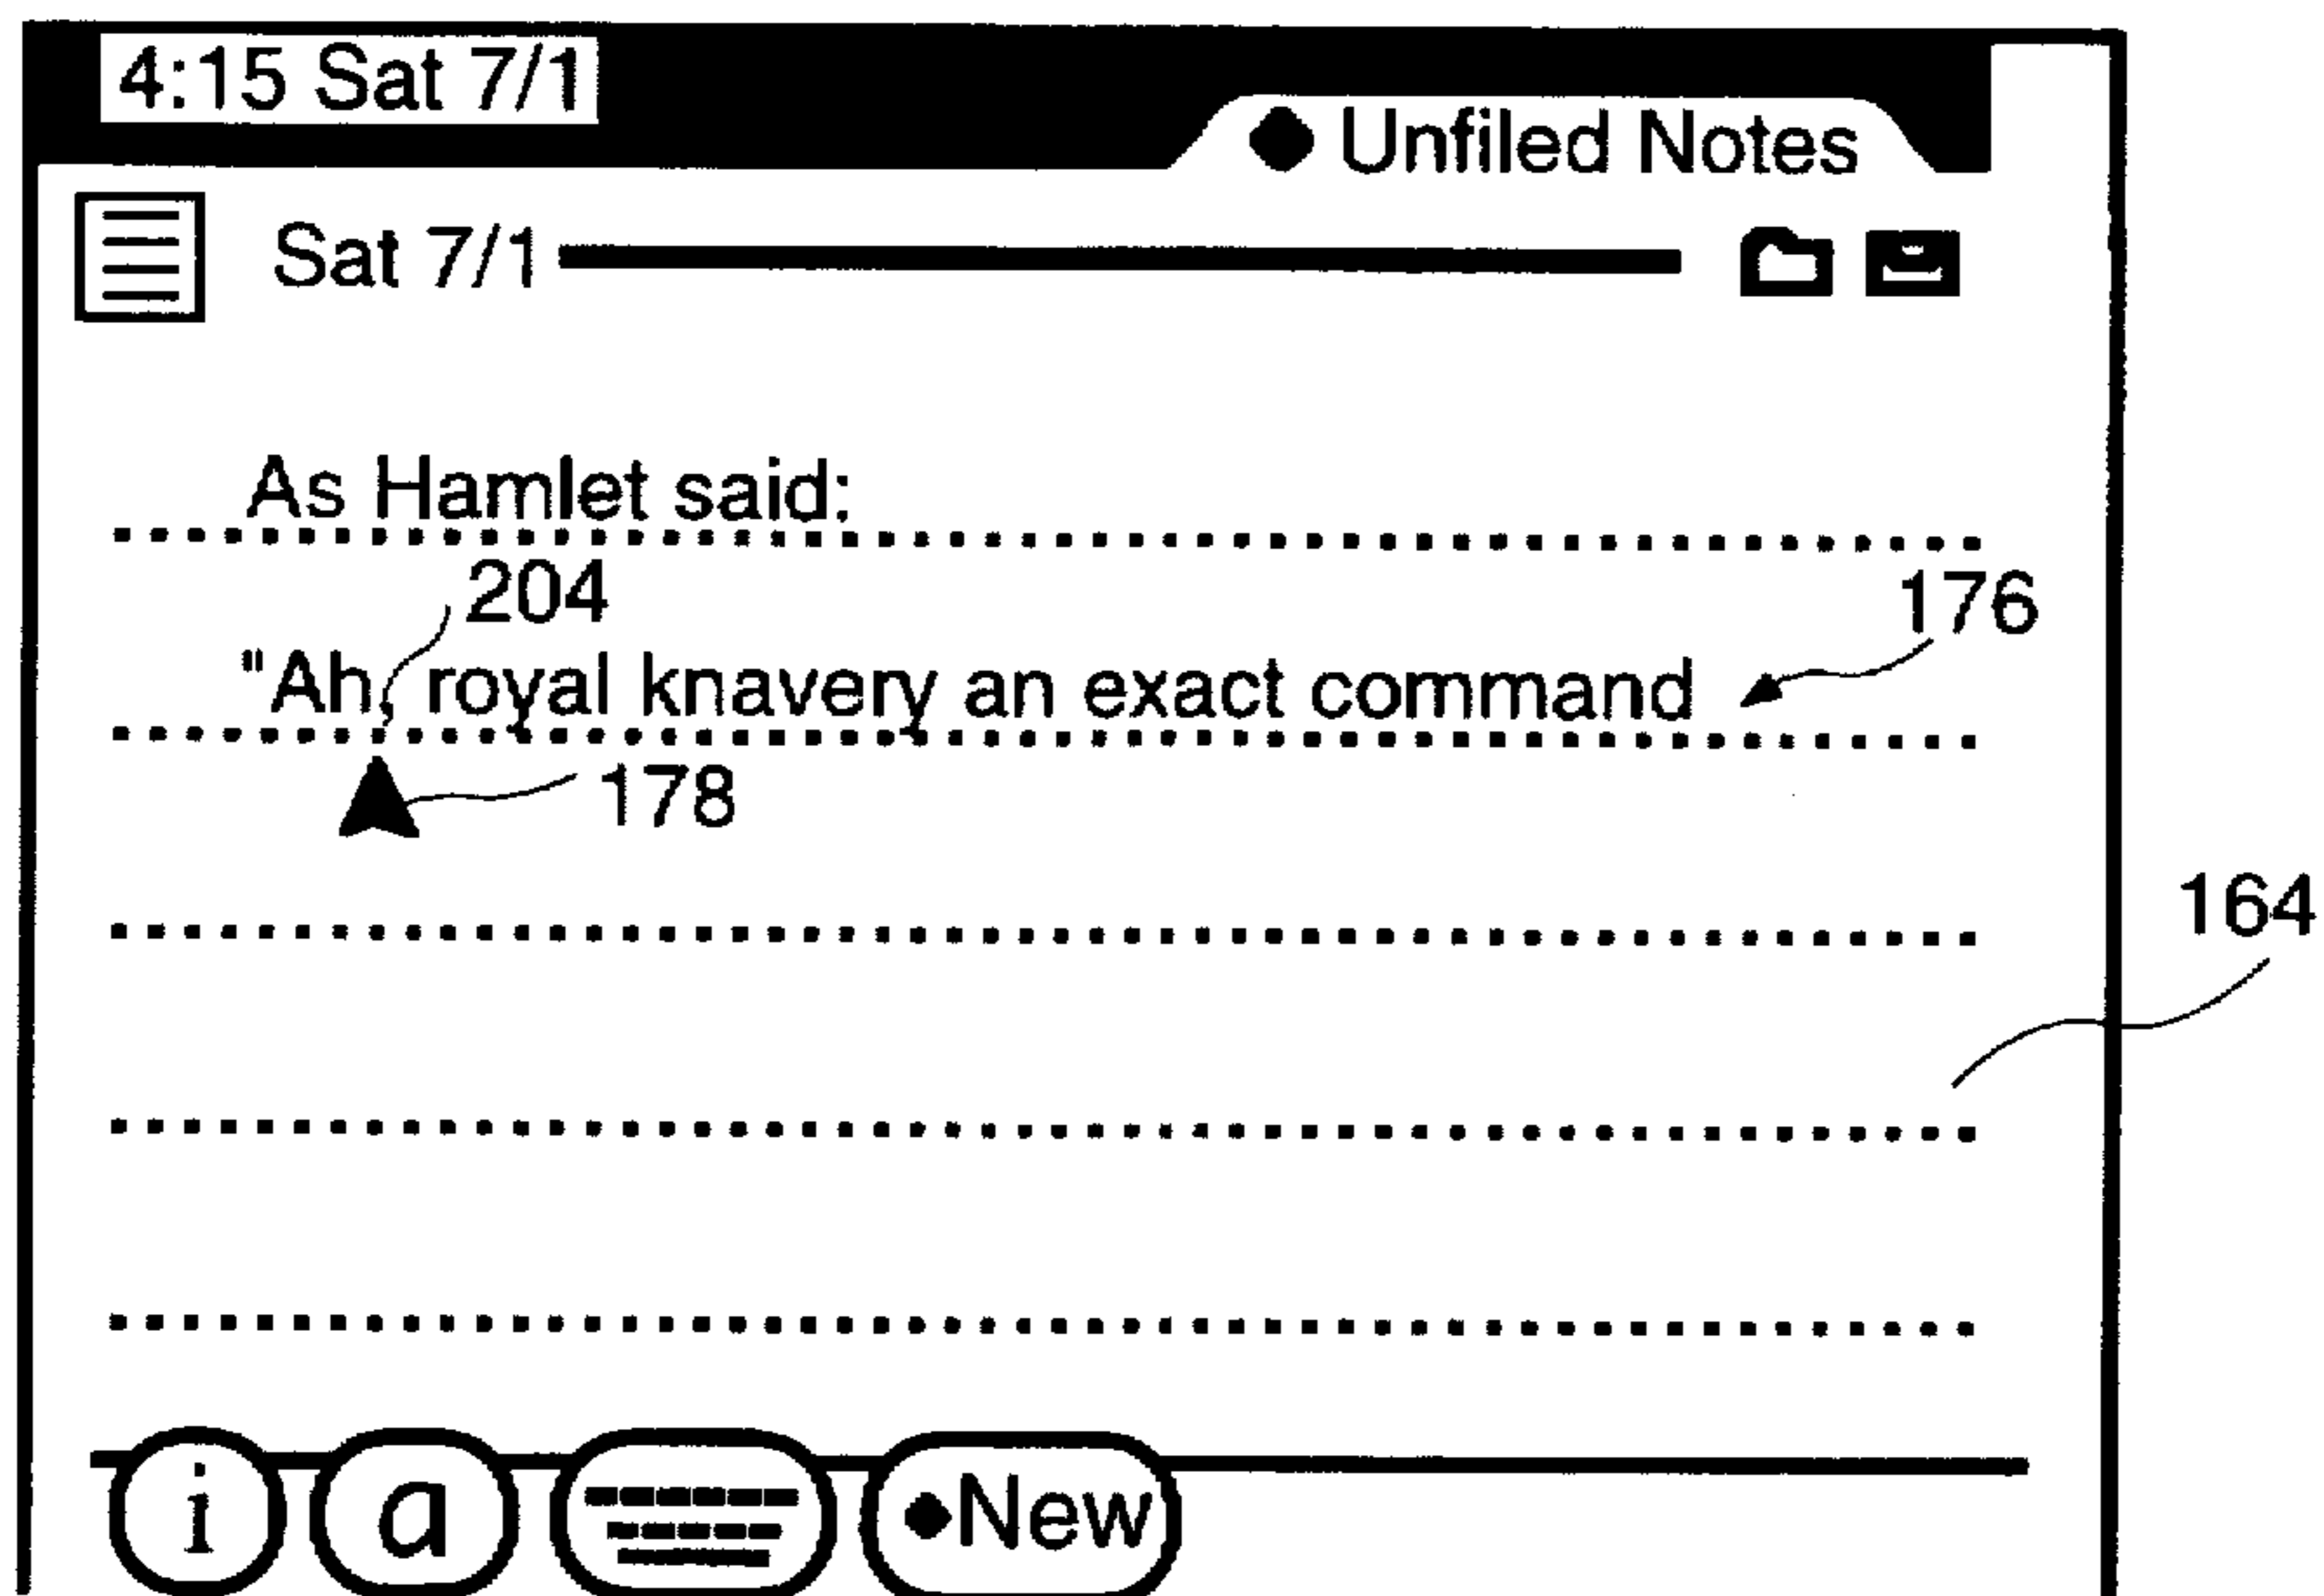 4:15 Sat 7/1
◆ Unfiled Notes
Sat 7/1
As Hamlet said:
204
176
"Ah, royal knavery an exact command
178
164
i
a
◆New